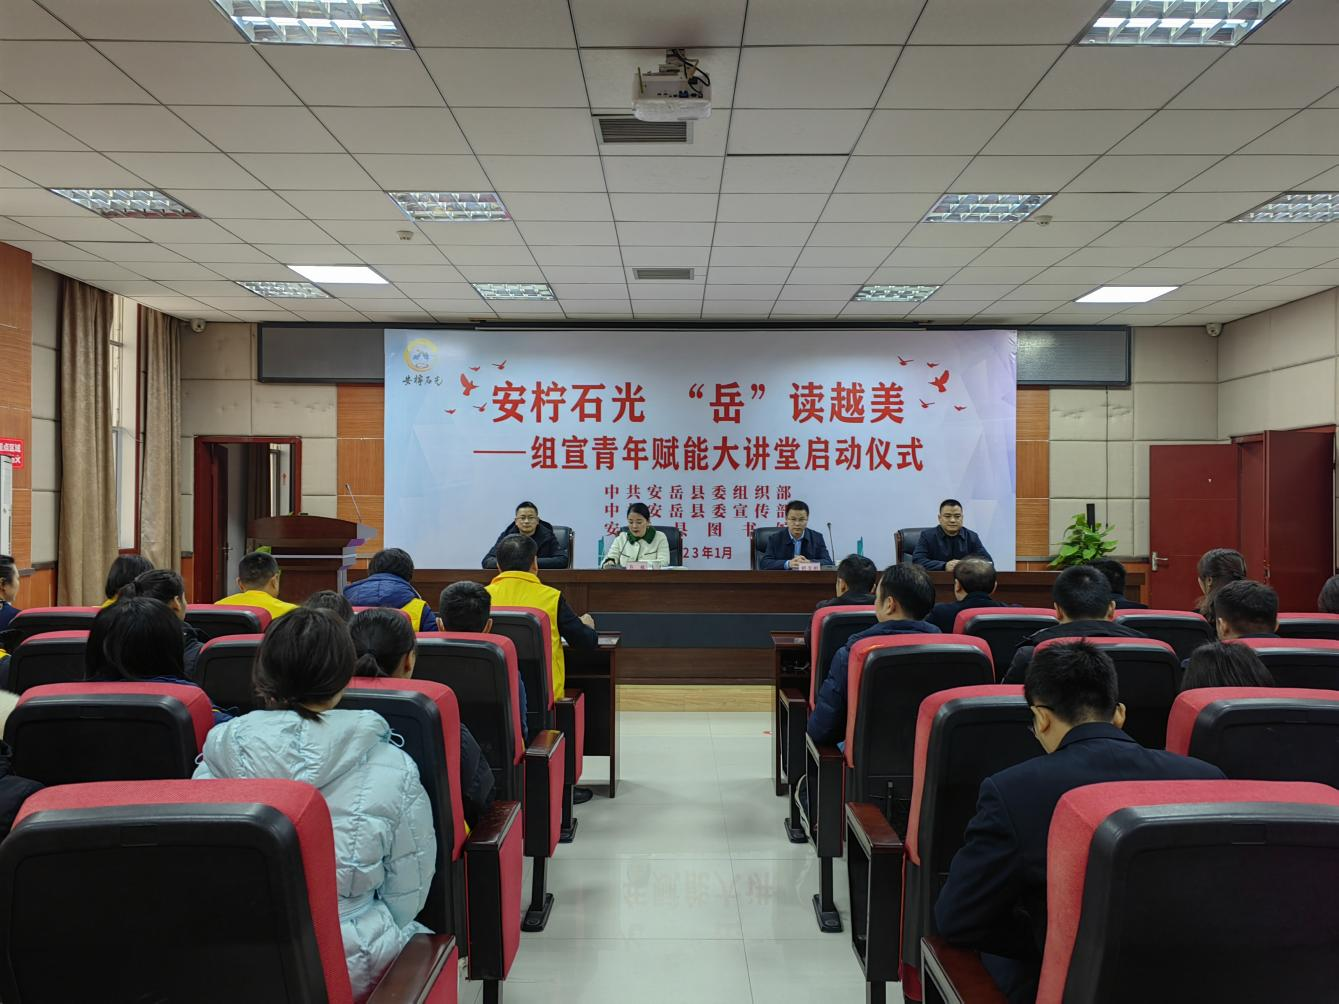 安柠石光
安柠石光 “岳”读越美
——组宣青年赋能大讲堂启动仪式
中共安岳县委组织部
中 安岳县委宣传部
安 县图书
23年1月